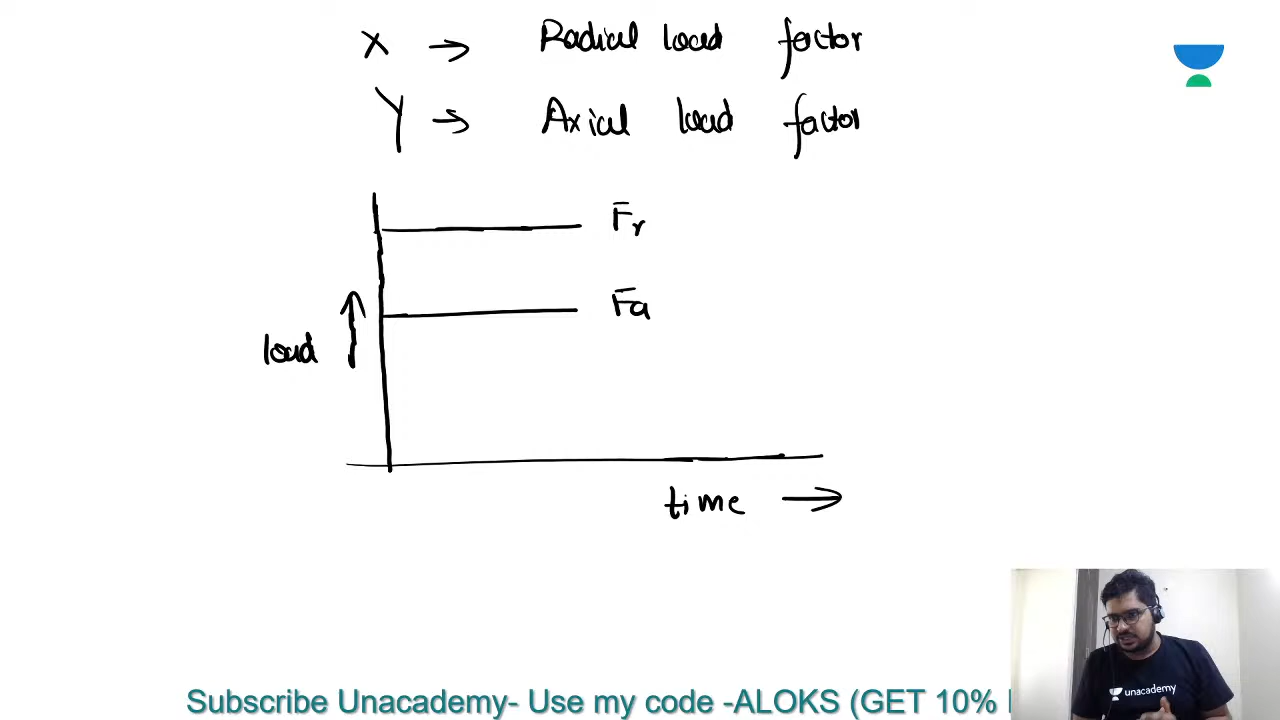 X → Radial load factor
Y → Axial load factor
Fr
Fa
load
time →
unacademy
Subscribe Unacademy- Use my code -ALOKS (GET 10%